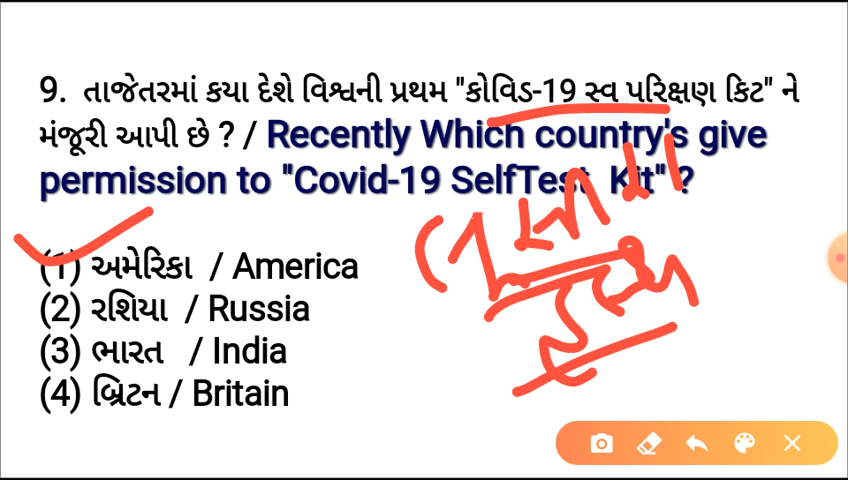 9. તાજેતરમાં કયા દેશે વિશ્વની પ્રથમ "કોવિડ-19 સ્વ પરિક્ષણ કિટ" ને
મંજૂરી આપી છે ? / Recently Which country's give
permission to "Covid-19 SelfTest Kit" ?
(1) અમેરિકા / America
(2) રશિયા / Russia
(3) ભારત / India
(4) બ્રિટન / Britain